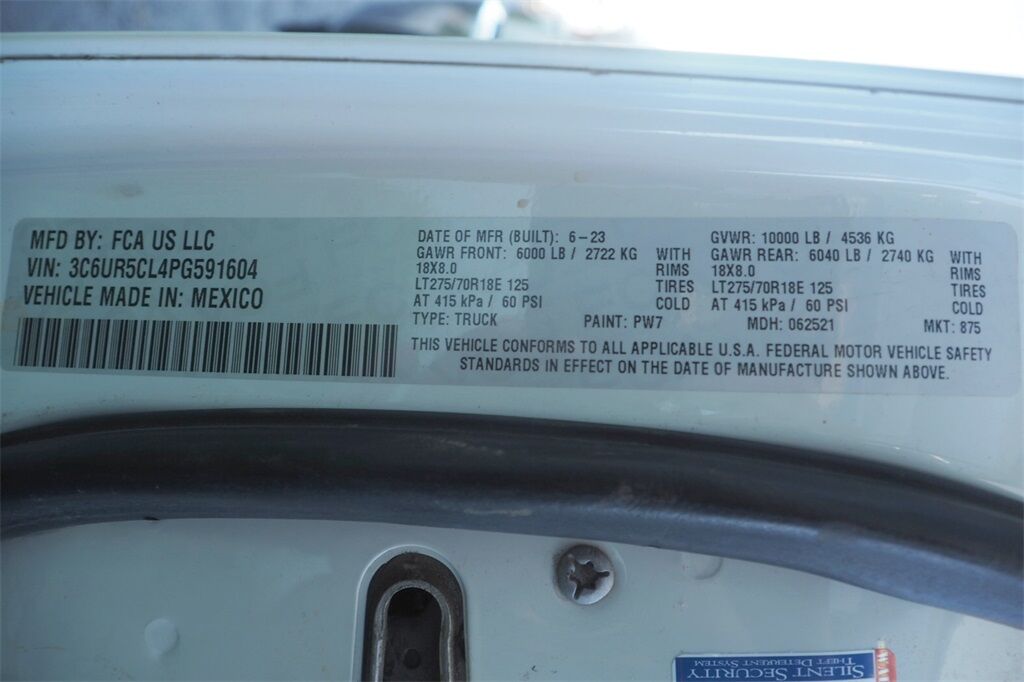 MFD BY: FCA US LLC
VIN: 3C6UR5CL4PG591604
VEHICLE MADE IN: MEXICO
DATE OF MFR (BUILT): 6-23 GVWR: 10000 LB / 4536 KG
GAWR FRONT: 6000 LB / 2722 KG WITH GAWR REAR: 6040 LB / 2740 KG WITH
18X8.0 RIMS 18X8.0 RIMS
LT275/70R18E 125 TIRES LT275/70R18E 125 TIRES
AT 415 kPa / 60 PSI COLD AT 415 kPa / 60 PSI COLD
TYPE: TRUCK PAINT: PW7 MDH: 062521 MKT: 875
THIS VEHICLE CONFORMS TO ALL APPLICABLE U.S.A. FEDERAL MOTOR VEHICLE SAFETY
STANDARDS IN EFFECT ON THE DATE OF MANUFACTURE SHOWN ABOVE.
SILENT SECURITY
THEFT DETERRENT SYSTEM